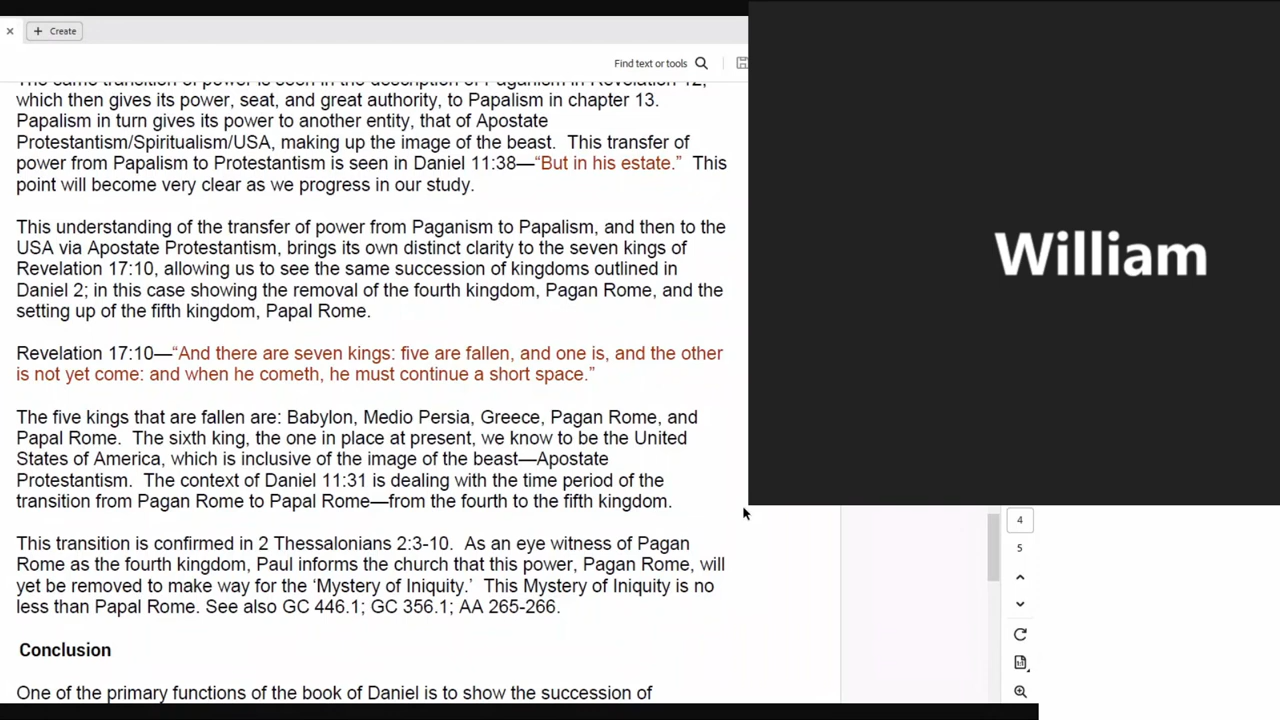 Create
Find text or tools
The same transition of power is seen in the description of Paganism in Revelation 12,
which then gives its power, seat, and great authority, to Papalism in chapter 13.
Papalism in turn gives its power to another entity, that of Apostate
Protestantism/Spiritualism/USA, making up the image of the beast.  This transfer of
power from Papalism to Protestantism is seen in Daniel 11:38—“But in his estate.”  This
point will become very clear as we progress in our study.
This understanding of the transfer of power from Paganism to Papalism, and then to the
USA via Apostate Protestantism, brings its own distinct clarity to the seven kings of
Revelation 17:10, allowing us to see the same succession of kingdoms outlined in
Daniel 2; in this case showing the removal of the fourth kingdom, Pagan Rome, and the
setting up of the fifth kingdom, Papal Rome.
Revelation 17:10—“And there are seven kings: five are fallen, and one is, and the other
is not yet come: and when he cometh, he must continue a short space.”
The five kings that are fallen are: Babylon, Medio Persia, Greece, Pagan Rome, and
Papal Rome.  The sixth king, the one in place at present, we know to be the United
States of America, which is inclusive of the image of the beast—Apostate
Protestantism.  The context of Daniel 11:31 is dealing with the time period of the
transition from Pagan Rome to Papal Rome—from the fourth to the fifth kingdom.
This transition is confirmed in 2 Thessalonians 2:3-10.  As an eye witness of Pagan
Rome as the fourth kingdom, Paul informs the church that this power, Pagan Rome, will
yet be removed to make way for the ‘Mystery of Iniquity.’  This Mystery of Iniquity is no
less than Papal Rome. See also GC 446.1; GC 356.1; AA 265-266.
Conclusion
One of the primary functions of the book of Daniel is to show the succession of
William
4
5